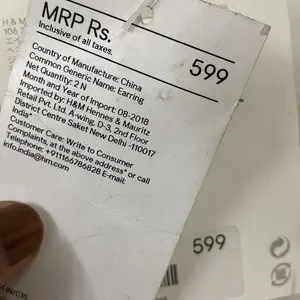 H & M
106
MRP Rs.
Inclusive of all taxes.
599
Country of Manufacture: China
Common Generic Name: Earring
Net Quantity: 2 N
Month and Year of Import: 08-2018
Imported by: H&M Hennes & Mauritz
Retail Pvt. Ltd. A-wing, D-3, 2nd Floor
District Centre Saket New Delhi -110017
India*
Customer Care: Write to Consumer
Complaints, at the above address* or call
Telephone: +911166786828 E-mail:
info.india@hm.com
599